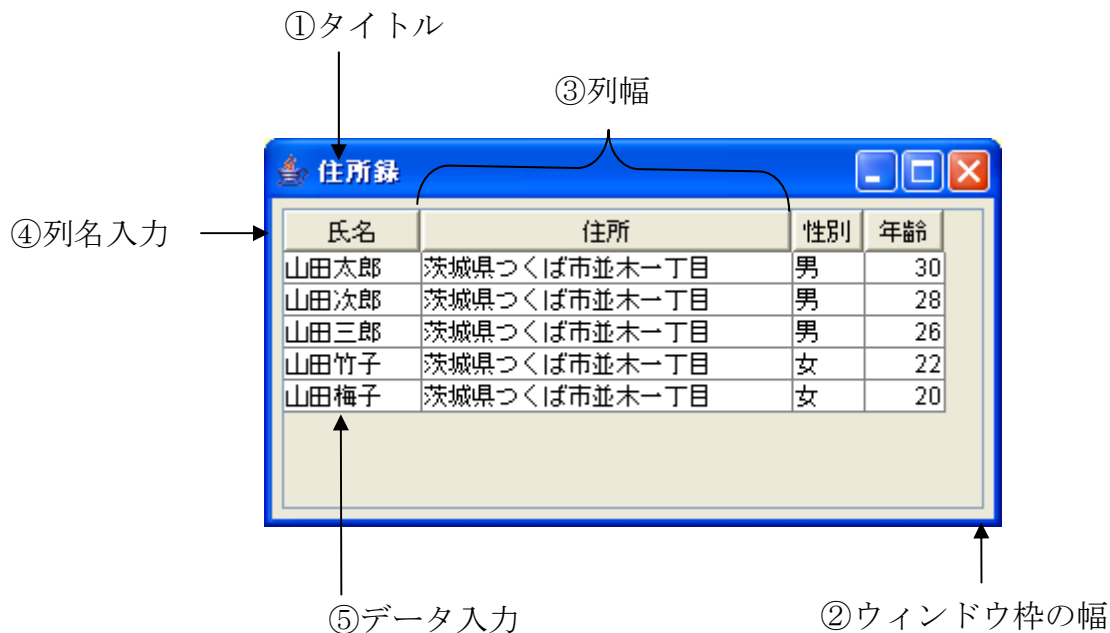 ①タイトル
③列幅
住所録
④列名入力
氏名 住所 性別 年齢
山田太郎 茨城県つくば市並木一丁目 男 30
山田次郎 茨城県つくば市並木一丁目 男 28
山田三郎 茨城県つくば市並木一丁目 男 26
山田竹子 茨城県つくば市並木一丁目 女 22
山田梅子 茨城県つくば市並木一丁目 女 20
⑤データ入力
②ウィンドウ枠の幅